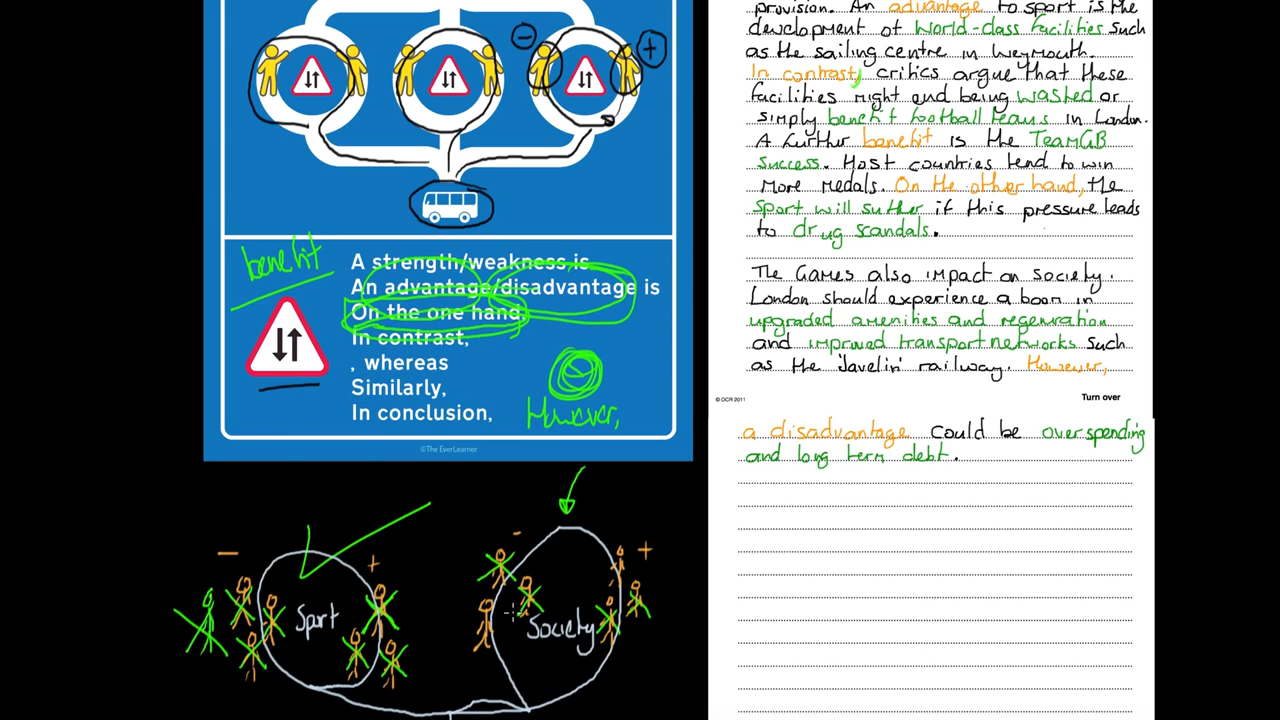 benefit
A strength/weakness is
An advantage/disadvantage is
On the one hand,
In contrast,
, whereas
Similarly,
In conclusion,
However,
©The EverLearner
Sport
Society
provision. An advantage to sport is the
development of world-class facilities such
as the sailing centre in Weymouth.
In contrast, critics argue that these
facilities might end being wasted or
simply benefit football teams in London.
A further benefit is the TeamGB
success. Host countries tend to win
more medals. On the other hand, the
sport will suffer if this pressure leads
to drug scandals.
The Games also impact on society.
London should experience a boom in
upgraded amenities and regeneration
and improved transport networks such
as the 'Javelin' railway. However,
© OCR 2011
Turn over
a disadvantage could be overspending
and long term debt.